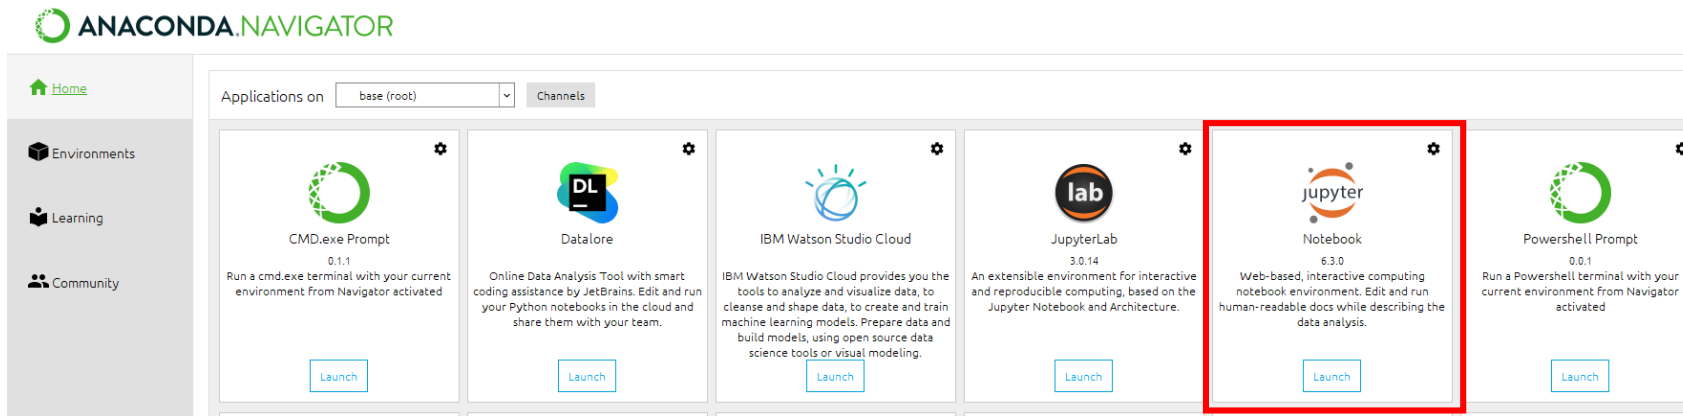 ANACONDA.NAVIGATOR
Home
Environments
Learning
Community
Applications on
base (root)
Channels
CMD.exe Prompt
0.1.1
Run a cmd.exe terminal with your current
environment from Navigator activated
Launch
DL
Datalore
Online Data Analysis Tool with smart
coding assistance by JetBrains. Edit and run
your Python notebooks in the cloud and
share them with your team.
Launch
IBM Watson Studio Cloud
IBM Watson Studio Cloud provides you the
tools to analyze and visualize data, to
cleanse and shape data, to create and train
machine learning models. Prepare data and
build models, using open source data
science tools or visual modeling.
Launch
lab
JupyterLab
3.0.14
An extensible environment for interactive
and reproducible computing, based on the
Jupyter Notebook and Architecture.
Launch
jupyter
Notebook
6.3.0
Web-based, interactive computing
notebook environment. Edit and run
human-readable docs while describing the
data analysis.
Launch
Powershell Prompt
0.0.1
Run a Powershell terminal with your
current environment from Navigator
activated
Launch